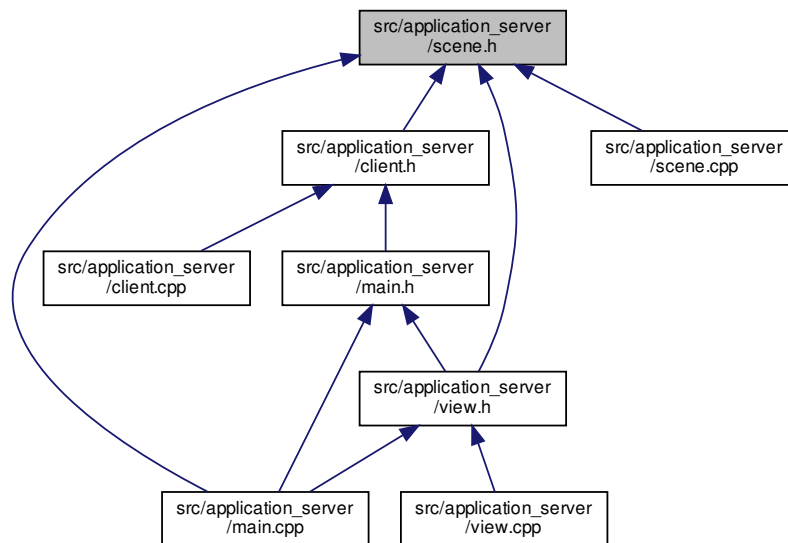 src/application_server
/scene.h
src/application_server
/client.h
src/application_server
/scene.cpp
src/application_server
/client.cpp
src/application_server
/main.h
src/application_server
/view.h
src/application_server
/main.cpp
src/application_server
/view.cpp